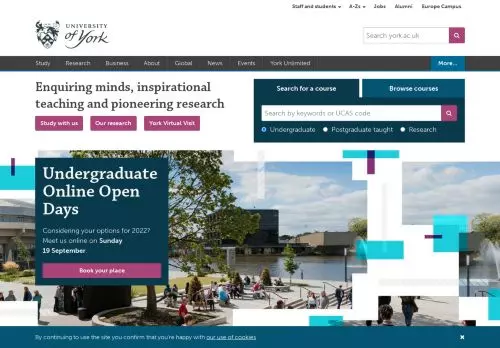 Staff and students
A-Zs
Jobs
Alumni
Europe Campus
UNIVERSITY
of York
Search york.ac.uk
Study
Research
Business
About
Global
News
Events
York Unlimited
More...
Enquiring minds, inspirational
teaching and pioneering research
Study with us
Our research
York Virtual Visit
Search for a course
Browse courses
Search by keywords or UCAS code
Undergraduate
Postgraduate taught
Research
Undergraduate
Online Open
Days
Considering your options for 2022?
Meet us online on Sunday
19 September.
Book your place
By continuing to use the site you confirm that you're happy with our use of cookies